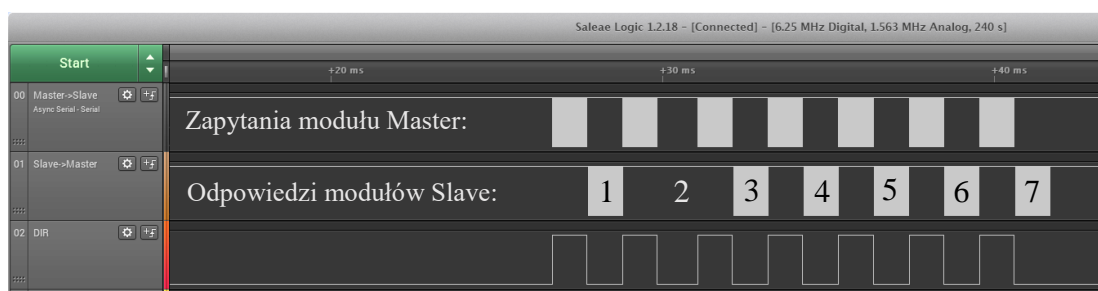 Saleae Logic 1.2.18 - [Connected] - [6.25 MHz Digital, 1.563 MHz Analog, 240 s]
Start
+20 ms +30 ms +40 ms
00 Master->Slave
Async Serial - Serial
Zapytania modułu Master:
01 Slave->Master
Odpowiedzi modułów Slave: 1 2 3 4 5 6 7
02 DIR